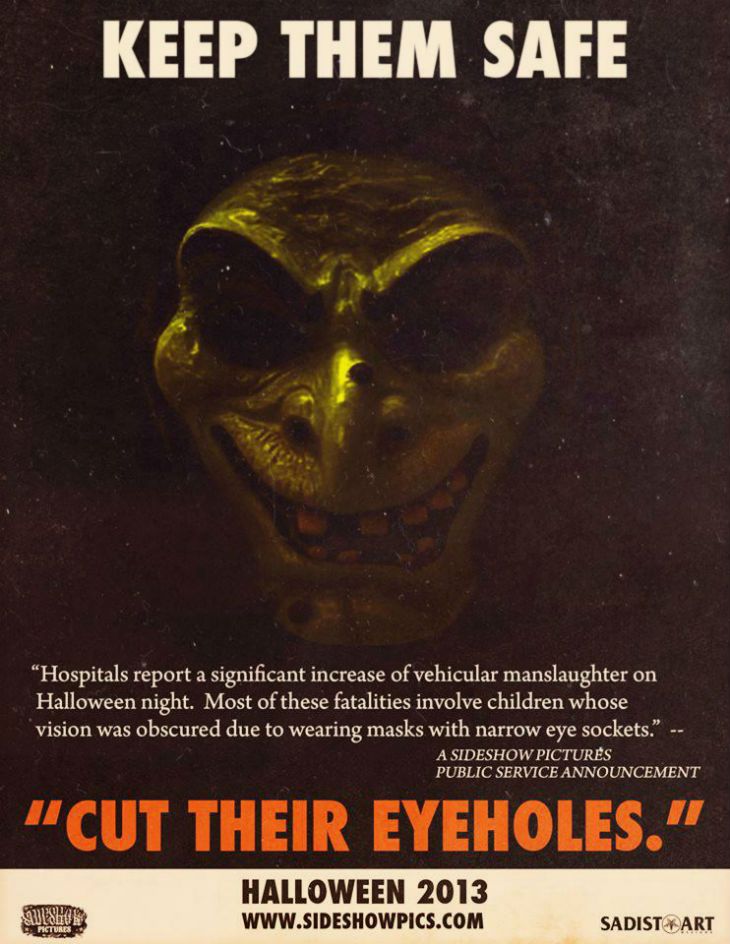 KEEP THEM SAFE
“Hospitals report a significant increase of vehicular manslaughter on
Halloween night.  Most of these fatalities involve children whose
vision was obscured due to wearing masks with narrow eye sockets.”  --
A SIDESHOW PICTURES
PUBLIC SERVICE ANNOUNCEMENT
“CUT THEIR EYEHOLES.”
HALLOWEEN 2013
WWW.SIDESHOWPICS.COM
SIDESHOW
PICTURES
SADIST ART